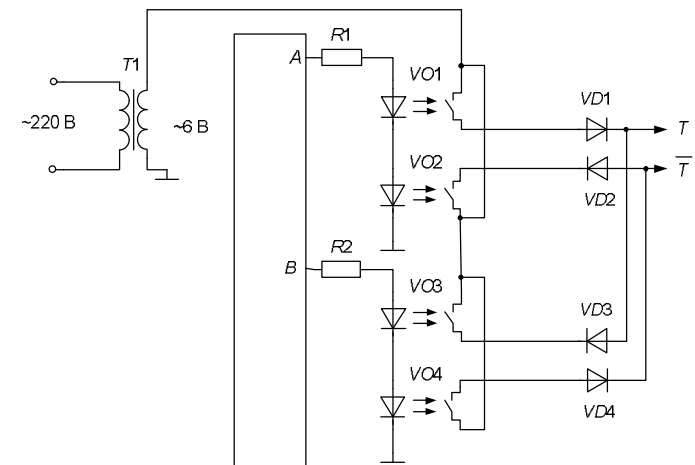 T1
~220 В
~6 В
A
R1
VO1
VD1
T
VO2
T̅
VD2
B
R2
VO3
VD3
VO4
VD4